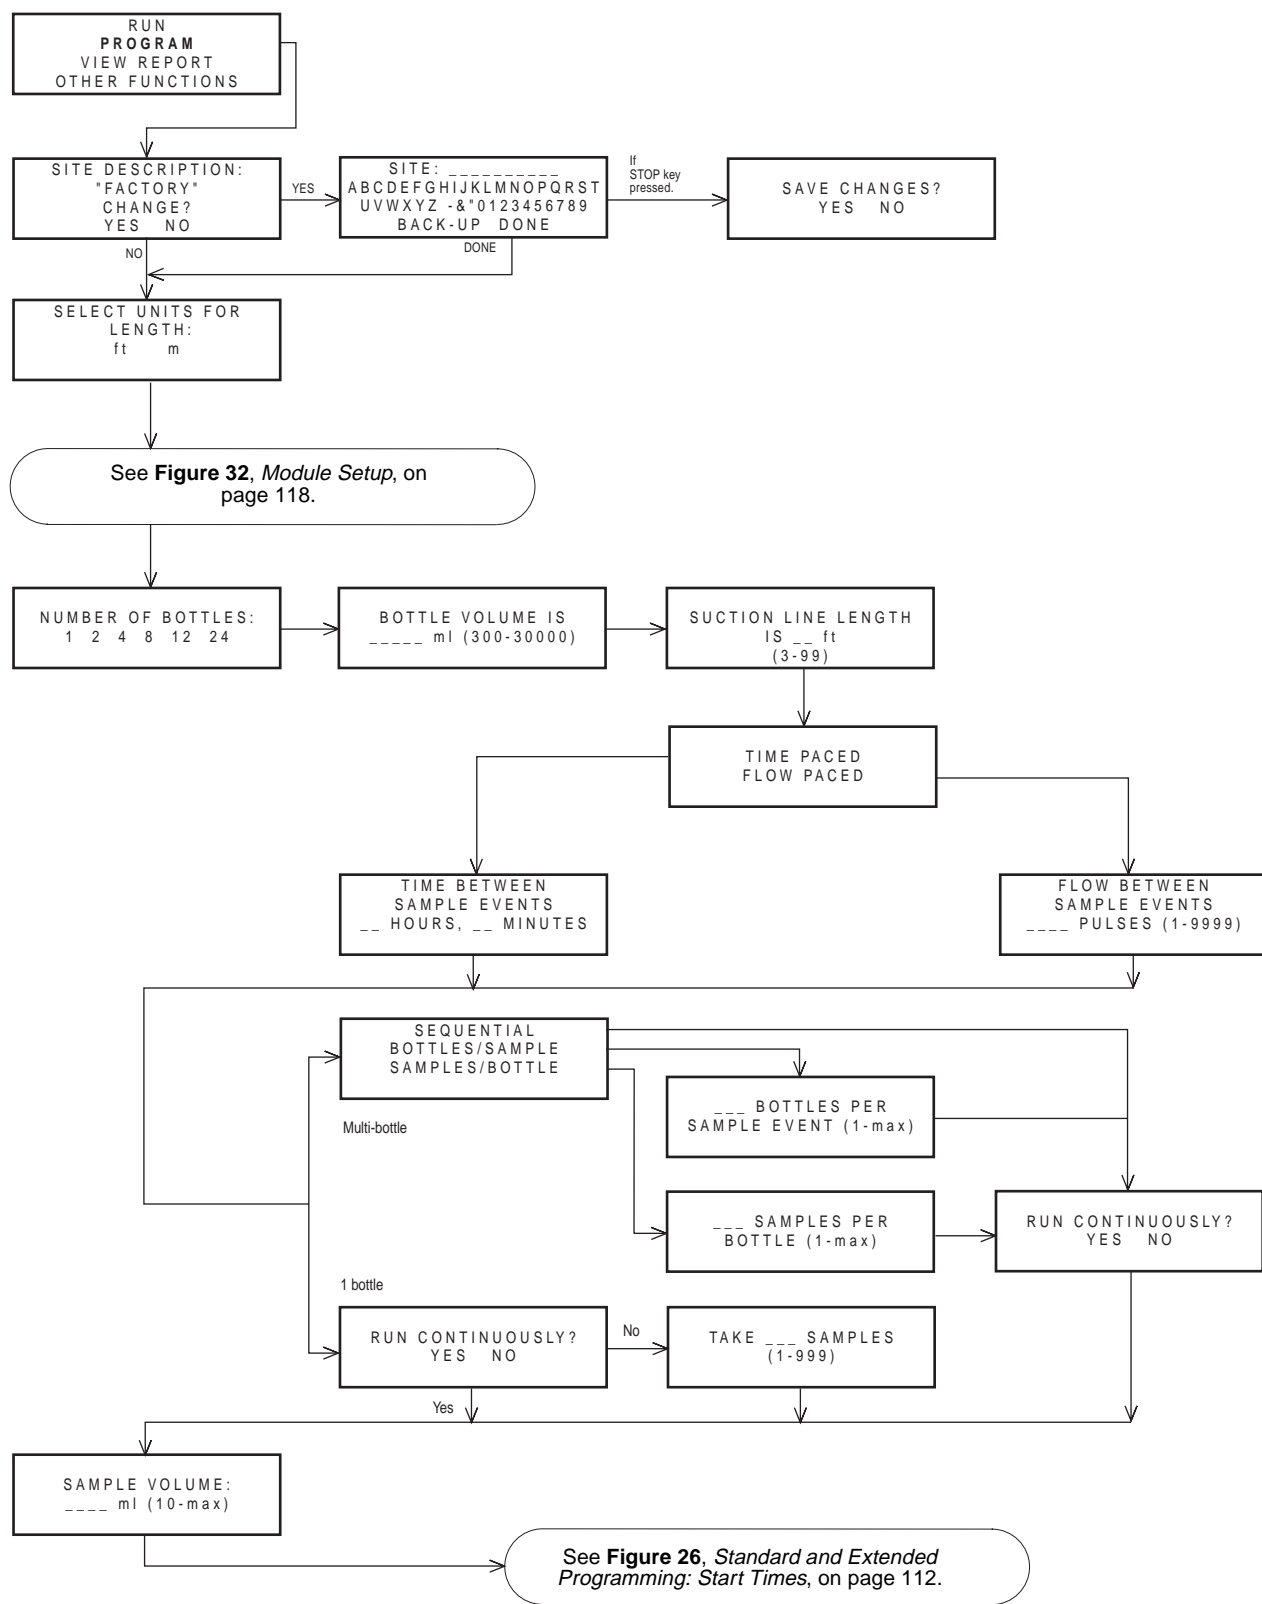 RUN
PROGRAM
VIEW REPORT
OTHER FUNCTIONS
SITE DESCRIPTION:
"FACTORY"
CHANGE?
YES NO
YES
SITE: __________
ABCDEFGHIJKLMNOPQRST
UVWXYZ -&"0123456789
BACK-UP DONE
If
STOP key
pressed.
SAVE CHANGES?
YES NO
NO
DONE
SELECT UNITS FOR
LENGTH:
ft m
See Figure 32, Module Setup, on
page 118.
NUMBER OF BOTTLES:
1 2 4 8 12 24
BOTTLE VOLUME IS
_____ ml (300-30000)
SUCTION LINE LENGTH
IS __ ft
(3-99)
TIME PACED
FLOW PACED
TIME BETWEEN
SAMPLE EVENTS
__ HOURS, __ MINUTES
FLOW BETWEEN
SAMPLE EVENTS
____ PULSES (1-9999)
SEQUENTIAL
BOTTLES/SAMPLE
SAMPLES/BOTTLE
Multi-bottle
___ BOTTLES PER
SAMPLE EVENT (1-max)
___ SAMPLES PER
BOTTLE (1-max)
RUN CONTINUOUSLY?
YES NO
1 bottle
RUN CONTINUOUSLY?
YES NO
No
TAKE ___ SAMPLES
(1-999)
Yes
SAMPLE VOLUME:
____ ml (10-max)
See Figure 26, Standard and Extended
Programming: Start Times, on page 112.